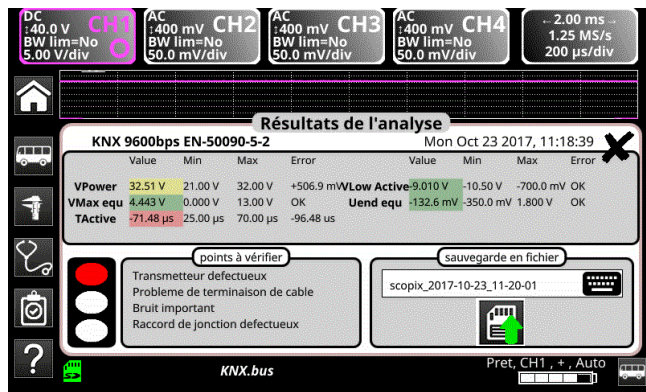 DC
↕40.0 V CH1
BW lim=No
5.00 V/div
AC
↕400 mV CH2
BW lim=No
50.0 mV/div
AC
↕400 mV CH3
BW lim=No
50.0 mV/div
AC
↕400 mV CH4
BW lim=No
50.0 mV/div
←2.00 ms→
1.25 MS/s
200 µs/div
Résultats de l'analyse
KNX 9600bps EN-50090-5-2 Mon Oct 23 2017, 11:18:39
Value Min Max Error Value Min Max Error
VPower 32.51 V 21.00 V 32.00 V +506.9 mV VLow Active -9.010 V -10.50 V -700.0 mV OK
VMax equ 4.443 V 0.000 V 13.00 V OK Uend equ -132.6 mV -350.0 mV 1.800 V OK
TActive -71.48 µs 25.00 µs 70.00 µs -96.48 us
points à vérifier
Transmetteur defectueux
Probleme de terminaison de cable
Bruit important
Raccord de jonction defectueux
sauvegarde en fichier
scopix_2017-10-23_11-20-01
?
KNX.bus
Pret, CH1 , + , Auto